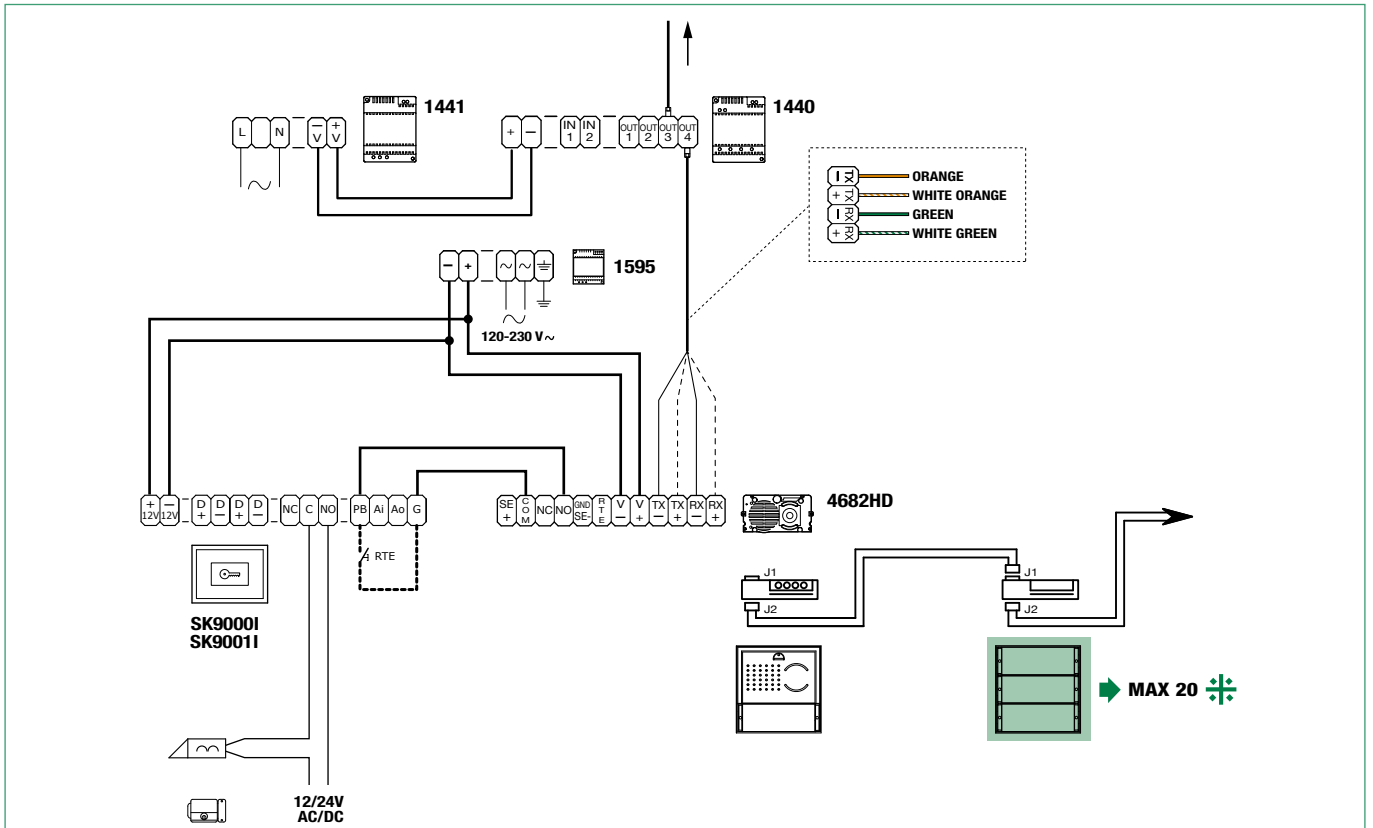 1441
1440
L N − V + V
+ − IN 1 IN 2 OUT 1 OUT 2 OUT 3 OUT 4
− TX ORANGE
+ TX WHITE ORANGE
− RX GREEN
+ RX WHITE GREEN
− + ~ ~
1595
120-230 V~
+ 12V − 12V D + D − D + D − NC C NO PB Ai Ao G
SE + COM NC NO GND SE- RTE V − V + TX − TX + RX − RX +
4682HD
RTE
J1
J2
J1
J2
SK9000I
SK9001I
MAX 20
12/24V
AC/DC